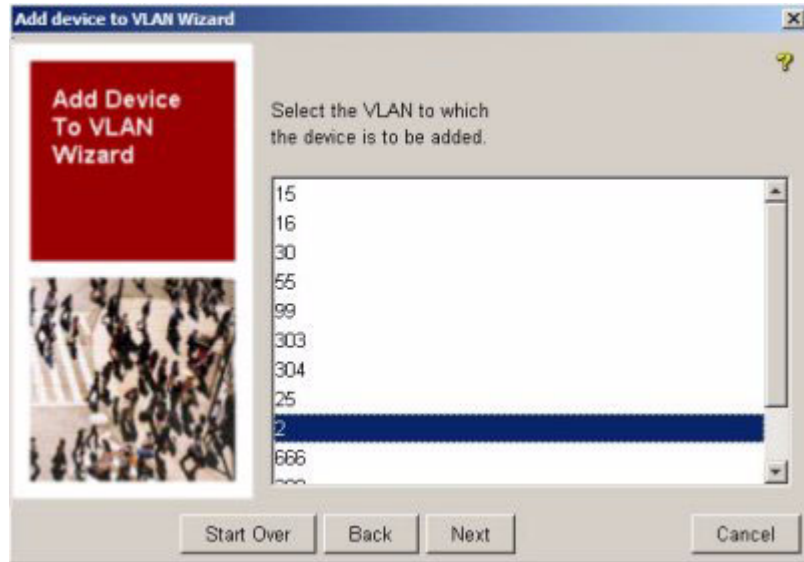 Add device to VLAN Wizard
Add Device
To VLAN
Wizard
Select the VLAN to which
the device is to be added.
15
16
30
55
99
303
304
25
2
666
Start Over
Back
Next
Cancel